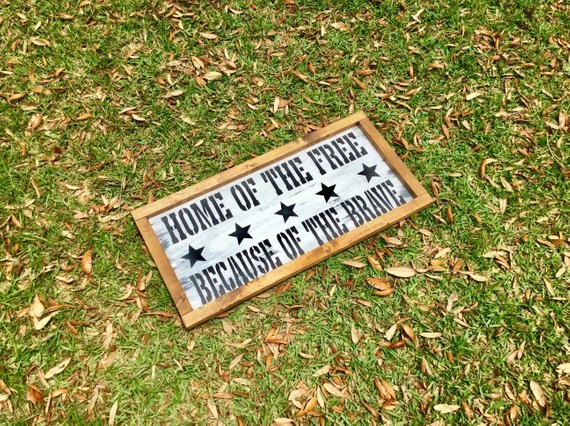 HOME OF THE FREE
BECAUSE OF THE BRAVE